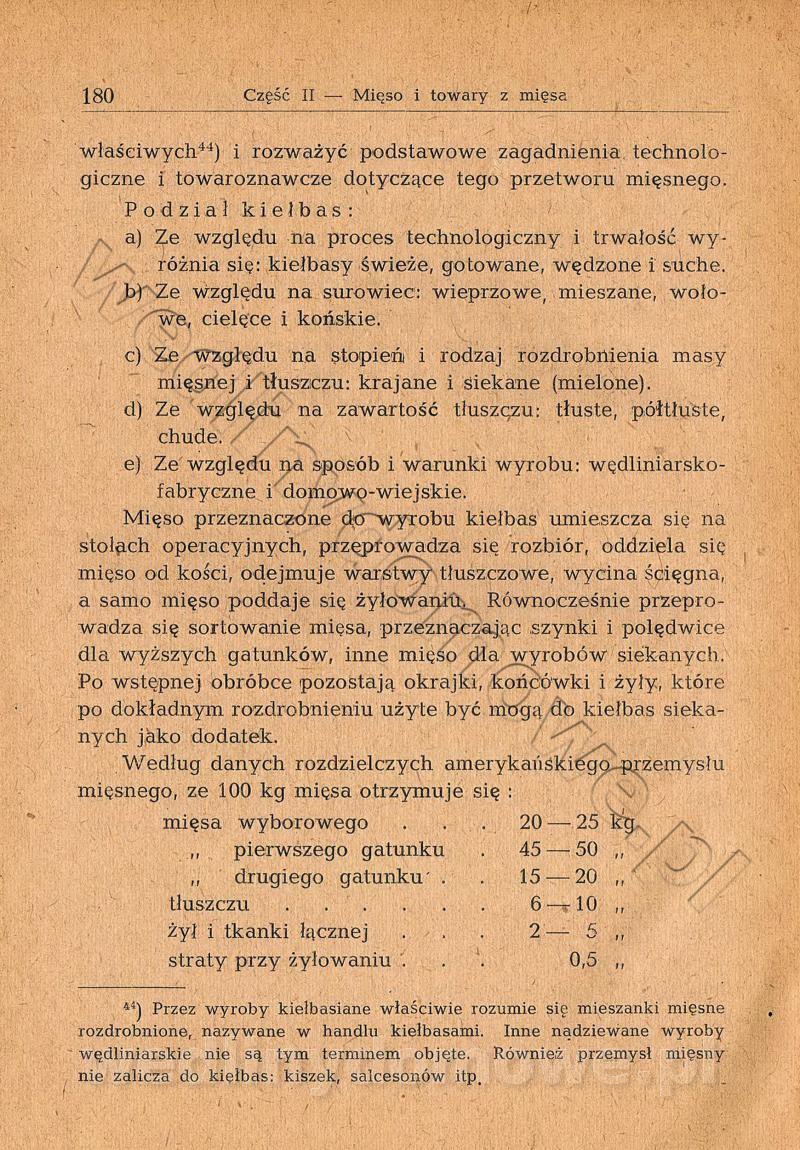 180 Część II — Mięso i towary z mięsa
właściwych⁴⁴) i rozważyć podstawowe zagadnienia technolo-
giczne i towaroznawcze dotyczące tego przetworu mięsnego.
Podział kiełbas:
a) Ze względu na proces technologiczny i trwałość wy-
różnia się: kiełbasy świeże, gotowane, wędzone i suche.
b) Ze względu na surowiec: wieprzowe, mieszane, woło-
we, cielęce i końskie.
c) Ze względu na stopień i rodzaj rozdrobnienia masy
mięsnej i tłuszczu: krajane i siekane (mielone).
d) Ze względu na zawartość tłuszczu: tłuste, półtłuste,
chude.
e) Ze względu na sposób i warunki wyrobu: wędliniarsko-
fabryczne i domowo-wiejskie.
Mięso przeznaczone do wyrobu kiełbas umieszcza się na
stołach operacyjnych, przeprowadza się rozbiór, oddziela się
mięso od kości, odejmuje warstwy tłuszczowe, wycina ścięgna,
a samo mięso poddaje się żyłowaniu. Równocześnie przepro-
wadza się sortowanie mięsa, przeznaczając szynki i polędwice
dla wyższych gatunków, inne mięso dla wyrobów siekanych.
Po wstępnej obróbce pozostają okrajki, końcówki i żyły, które
po dokładnym rozdrobnieniu użyte być mogą do kiełbas sieka-
nych jako dodatek.
Według danych rozdzielczych amerykańskiego przemysłu
mięsnego, ze 100 kg mięsa otrzymuje się :
mięsa wyborowego . . . 20 — 25 kg.
„ pierwszego gatunku . 45 — 50 „
„ drugiego gatunku . . 15 — 20 „
tłuszczu . . . . . . 6 — 10 „
żył i tkanki łącznej . . . 2 — 5 „
straty przy żyłowaniu . . . 0,5 „
⁴⁴) Przez wyroby kiełbasiane właściwie rozumie się mieszanki mięsne
rozdrobnione, nazywane w handlu kiełbasami. Inne nadziewane wyroby
wędliniarskie nie są tym terminem objęte. Również przemysł mięsny
nie zalicza do kiełbas: kiszek, salcesonów itp.